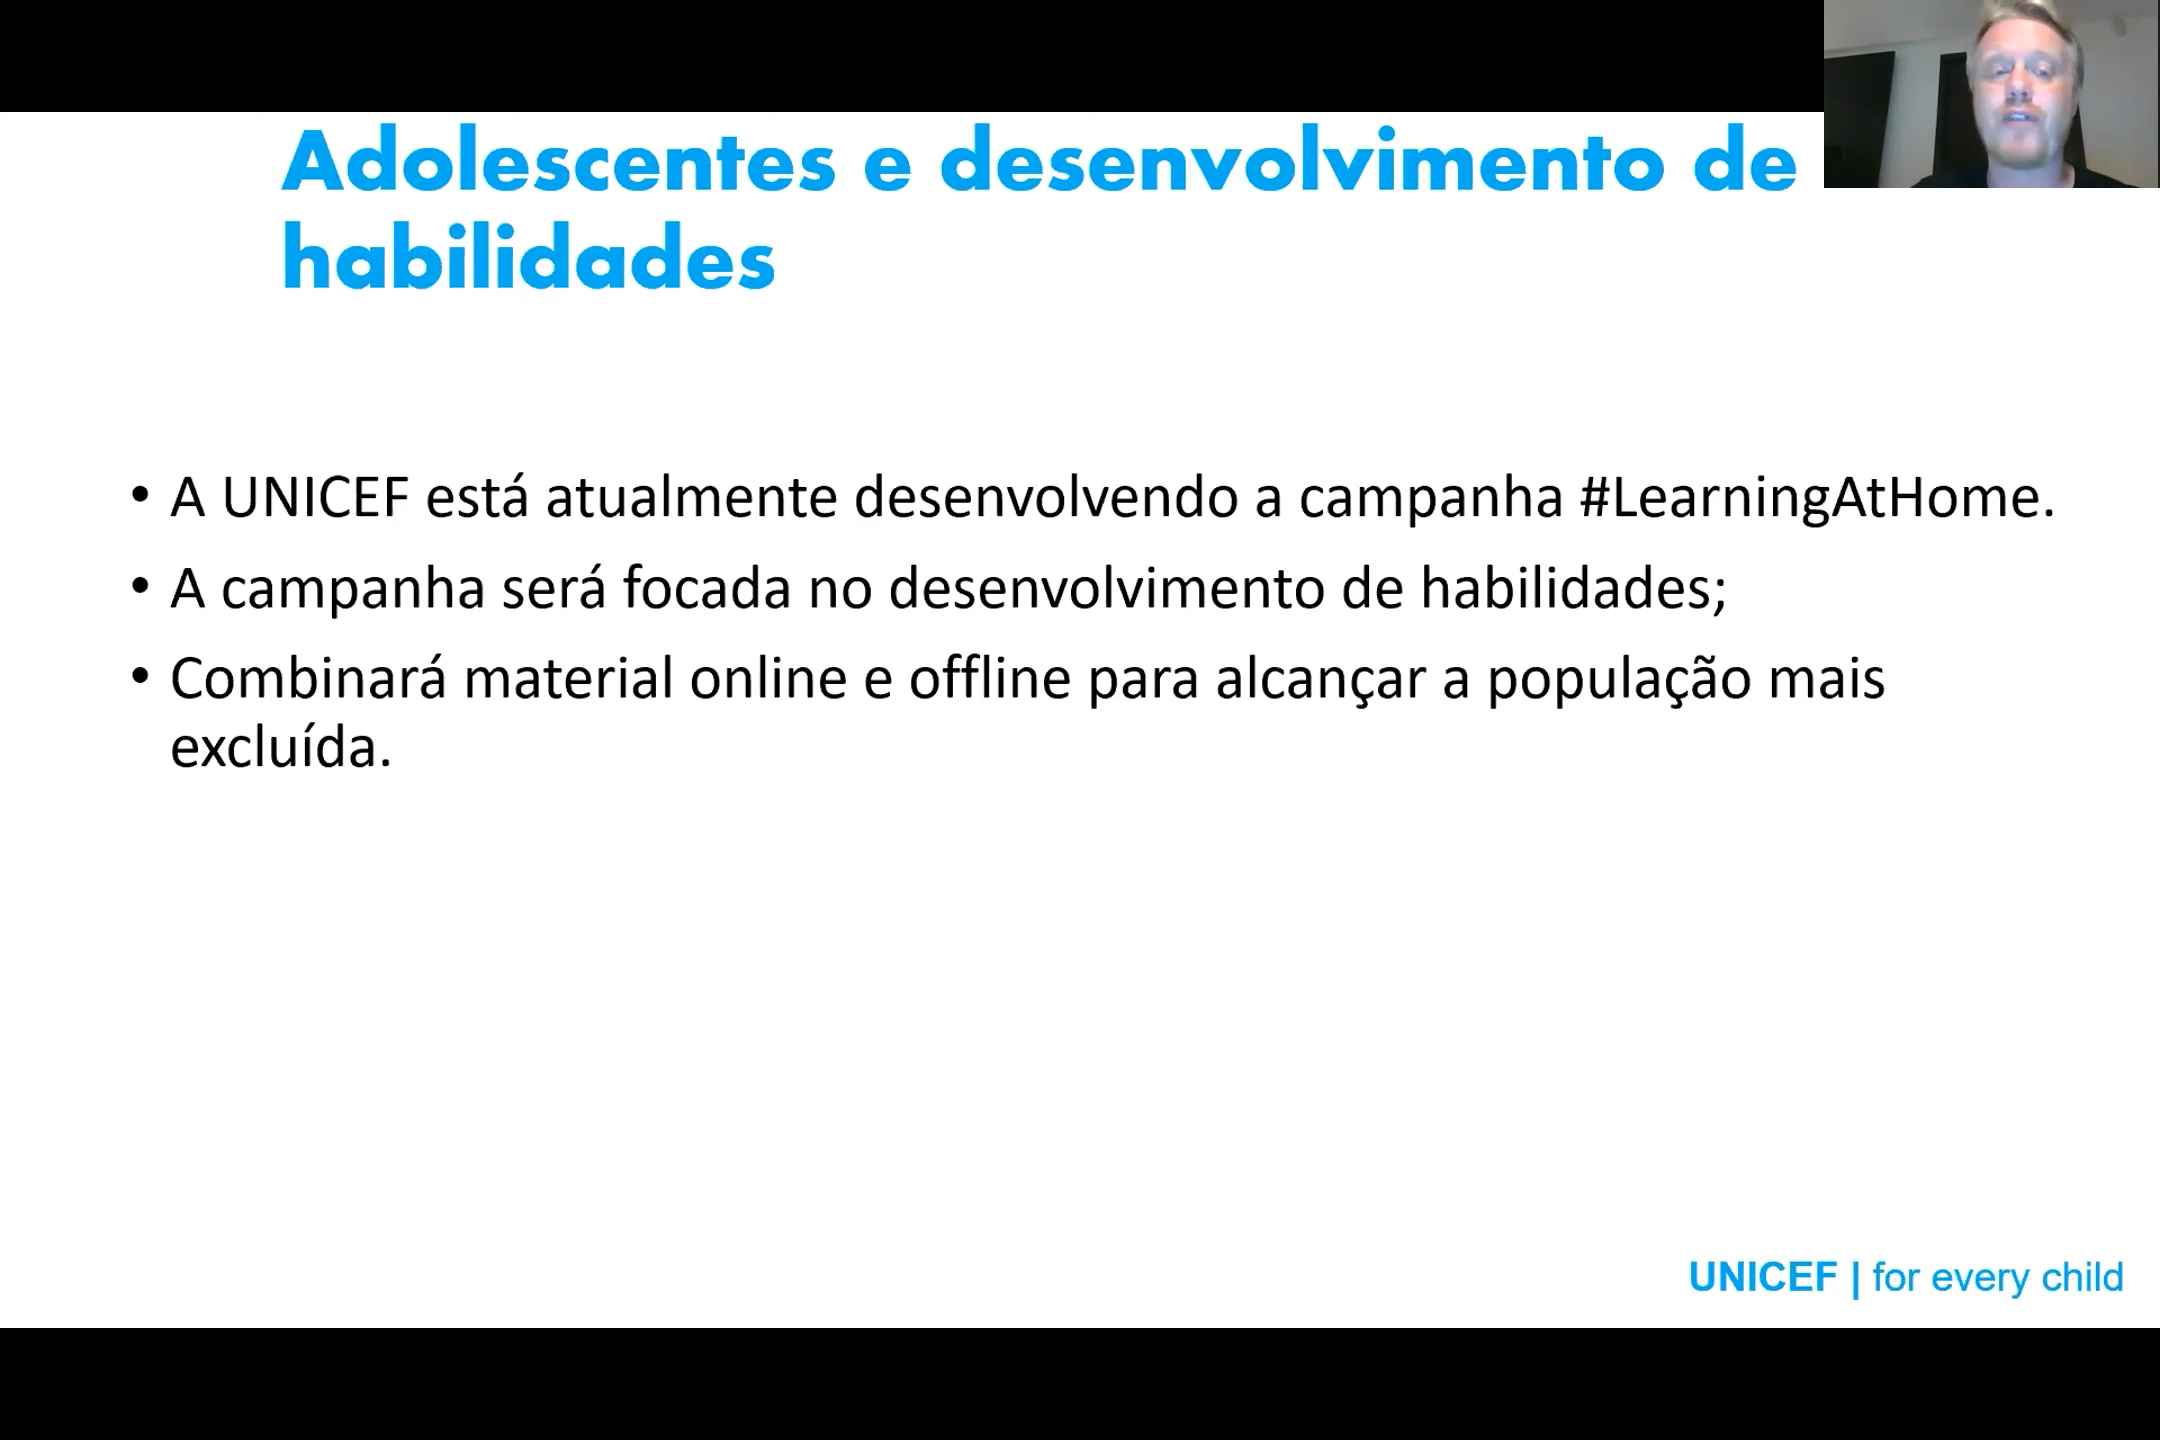 Adolescentes e desenvolvimento de
habilidades
• A UNICEF está atualmente desenvolvendo a campanha #LearningAtHome.
• A campanha será focada no desenvolvimento de habilidades;
• Combinará material online e offline para alcançar a população mais
excluída.
UNICEF | for every child